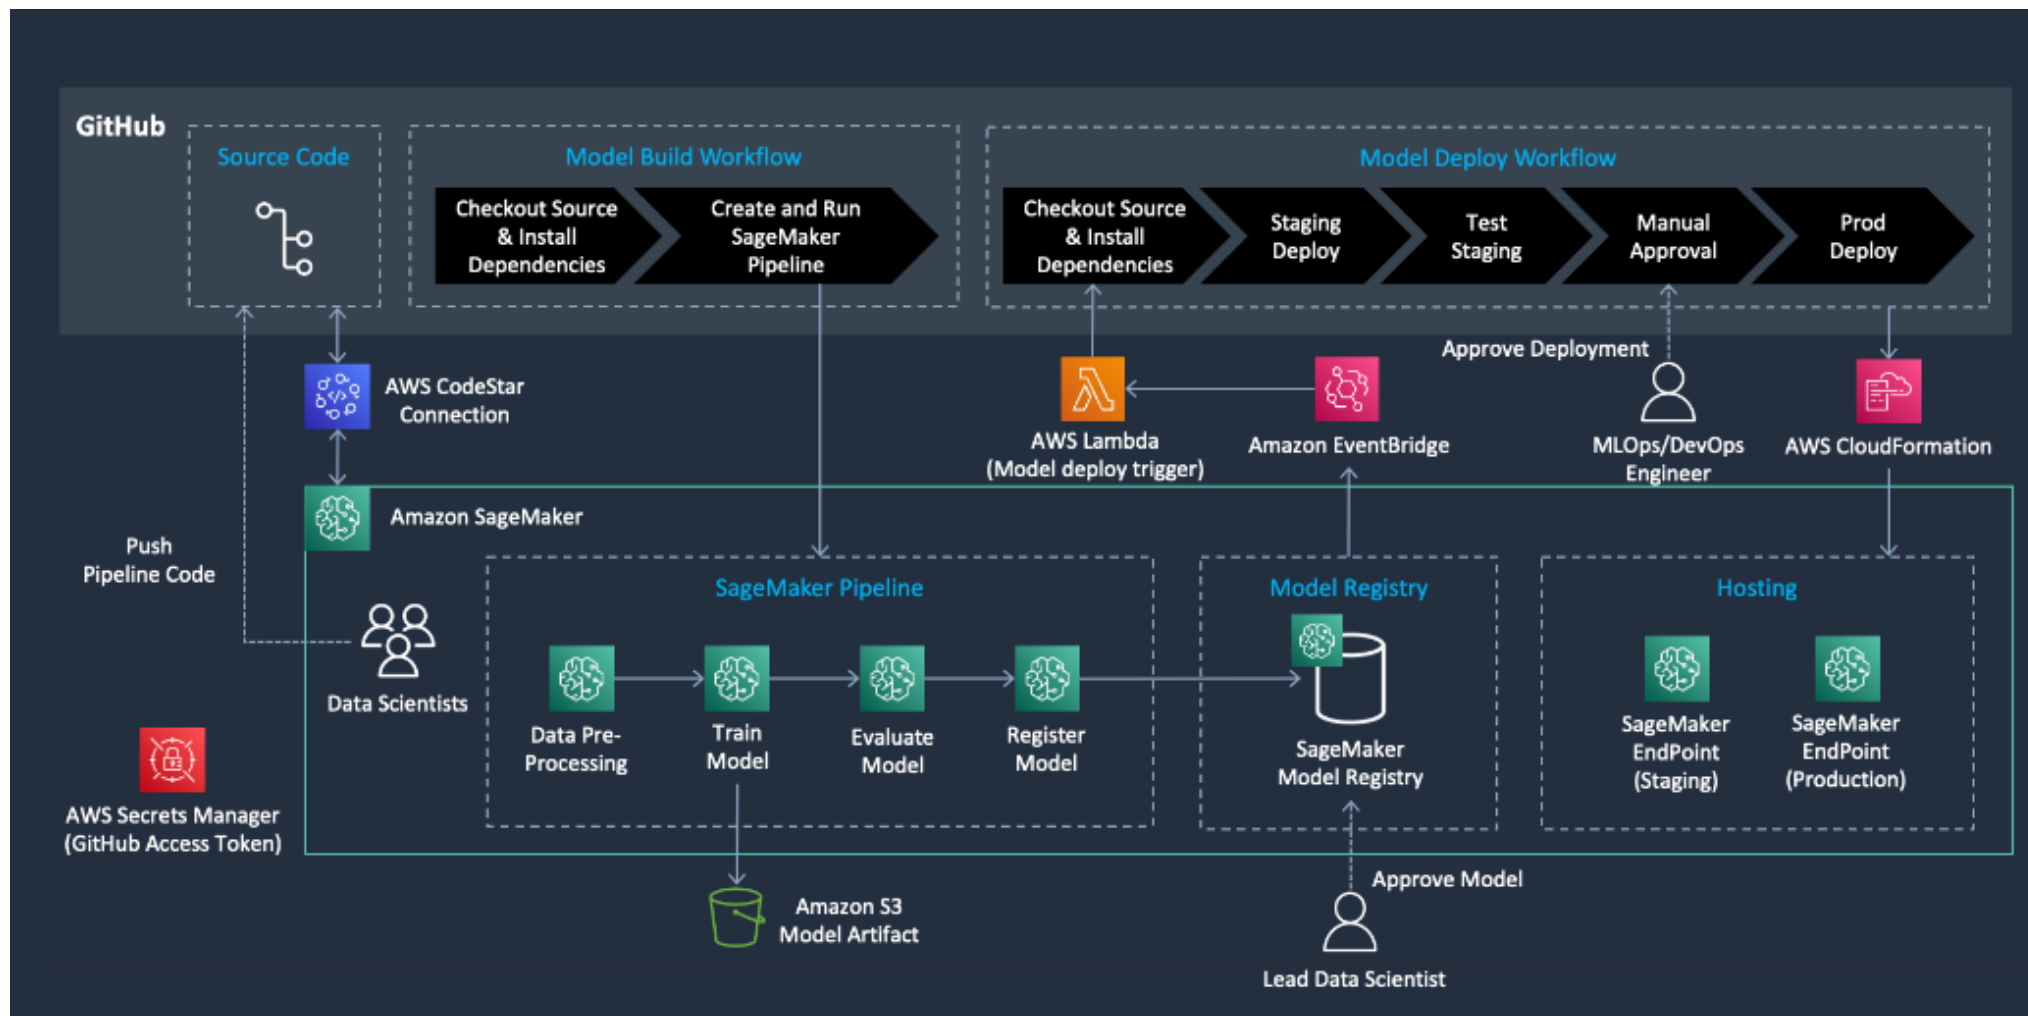 GitHub
Source Code
Model Build Workflow
Checkout Source
& Install
Dependencies
Create and Run
SageMaker
Pipeline
Model Deploy Workflow
Checkout Source
& Install
Dependencies
Staging
Deploy
Test
Staging
Manual
Approval
Prod
Deploy
AWS CodeStar
Connection
AWS Lambda
(Model deploy trigger)
Amazon EventBridge
Approve Deployment
MLOps/DevOps
Engineer
AWS CloudFormation
Amazon SageMaker
Push
Pipeline Code
Data Scientists
SageMaker Pipeline
Data Pre-
Processing
Train
Model
Evaluate
Model
Register
Model
Model Registry
SageMaker
Model Registry
Hosting
SageMaker
EndPoint
(Staging)
SageMaker
EndPoint
(Production)
AWS Secrets Manager
(GitHub Access Token)
Amazon S3
Model Artifact
Approve Model
Lead Data Scientist